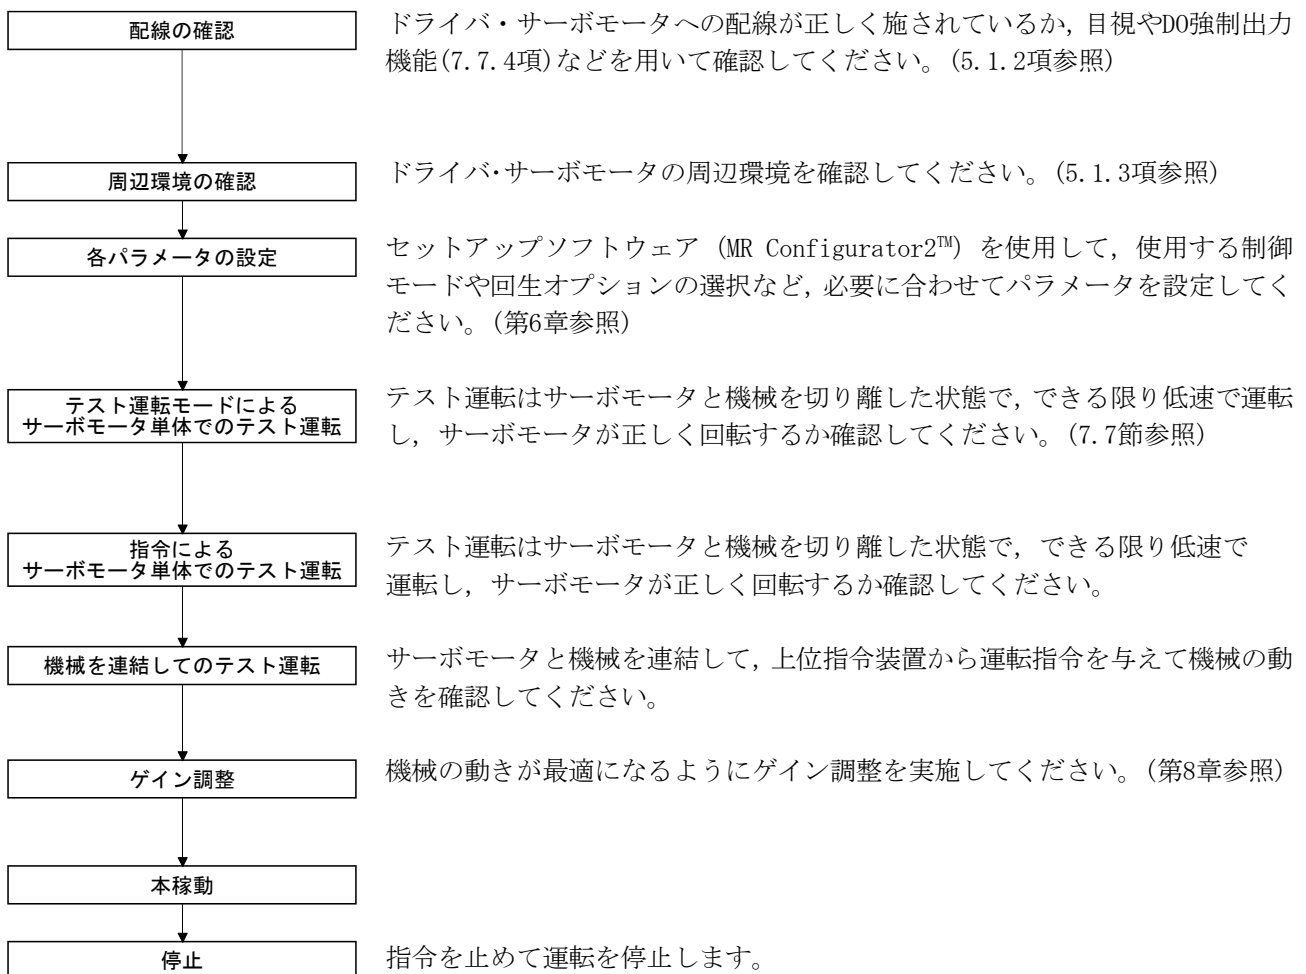 配線の確認
ドライバ・サーボモータへの配線が正しく施されているか,目視やDO強制出力
機能(7.7.4項)などを用いて確認してください。(5.1.2項参照)
周辺環境の確認
ドライバ・サーボモータの周辺環境を確認してください。(5.1.3項参照)
各パラメータの設定
セットアップソフトウェア (MR Configurator2™) を使用して, 使用する制御
モードや回生オプションの選択など,必要に合わせてパラメータを設定してく
ださい。(第6章参照)
テスト運転モードによる
サーボモータ単体でのテスト運転
テスト運転はサーボモータと機械を切り離した状態で,できる限り低速で運転
し, サーボモータが正しく回転するか確認してください。(7.7節参照)
指令による
サーボモータ単体でのテスト運転
テスト運転はサーボモータと機械を切り離した状態で, できる限り低速で
運転し, サーボモータが正しく回転するか確認してください。
機械を連結してのテスト運転
サーボモータと機械を連結して,上位指令装置から運転指令を与えて機械の動
きを確認してください。
ゲイン調整
機械の動きが最適になるようにゲイン調整を実施してください。(第8章参照)
本稼動
停止
指令を止めて運転を停止します。